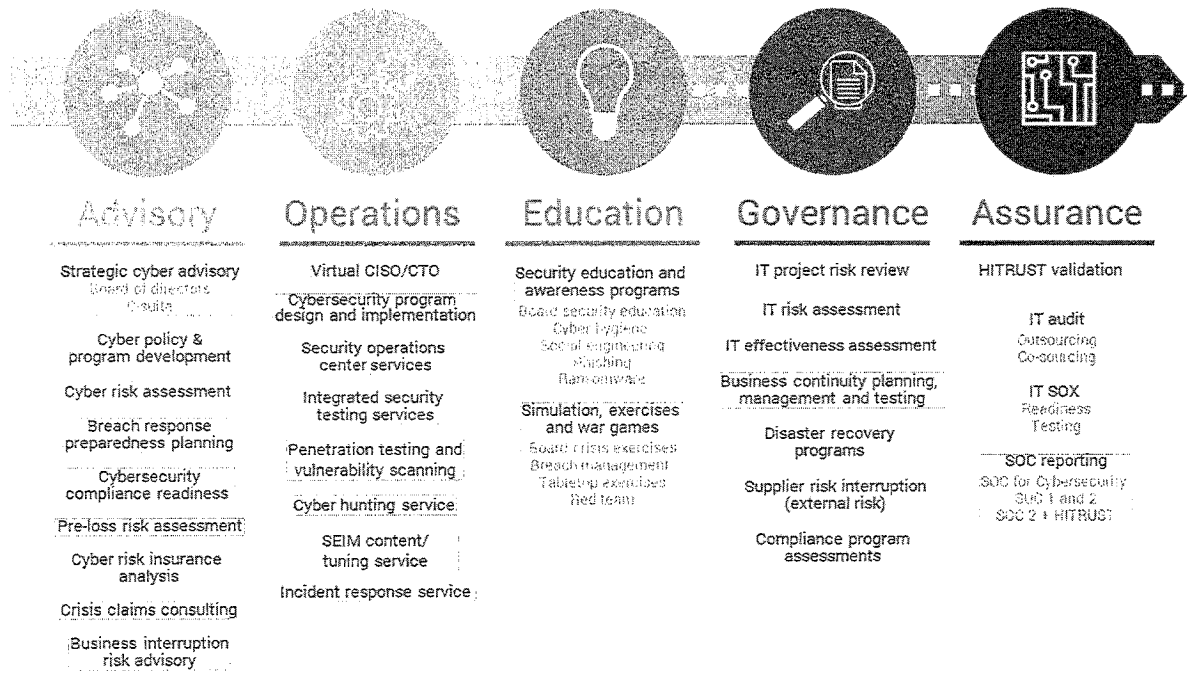 Advisory
Strategic cyber advisory
Board of directors
C-suite
Cyber policy &
program development
Cyber risk assessment
Breach response
preparedness planning
Cybersecurity
compliance readiness
Pre-loss risk assessment
Cyber risk insurance
analysis
Crisis claims consulting
Business interruption
risk advisory
Operations
Virtual CISO/CTO
Cybersecurity program
design and implementation
Security operations
center services
Integrated security
testing services
Penetration testing and
vulnerability scanning
Cyber hunting service
SEIM content/
tuning service
Incident response service
Education
Security education and
awareness programs
Board security education
Cyber hygiene
Social engineering
Phishing
Ransomware
Simulation, exercises
and war games
Board crisis exercises
Breach management
Tabletop exercises
Red team
Governance
IT project risk review
IT risk assessment
IT effectiveness assessment
Business continuity planning,
management and testing
Disaster recovery
programs
Supplier risk interruption
(external risk)
Compliance program
assessments
Assurance
HITRUST validation
IT audit
Outsourcing
Co-sourcing
IT SOX
Readiness
Testing
SOC reporting
SOC for Cybersecurity
SOC 1 and 2
SOC 2 + HITRUST